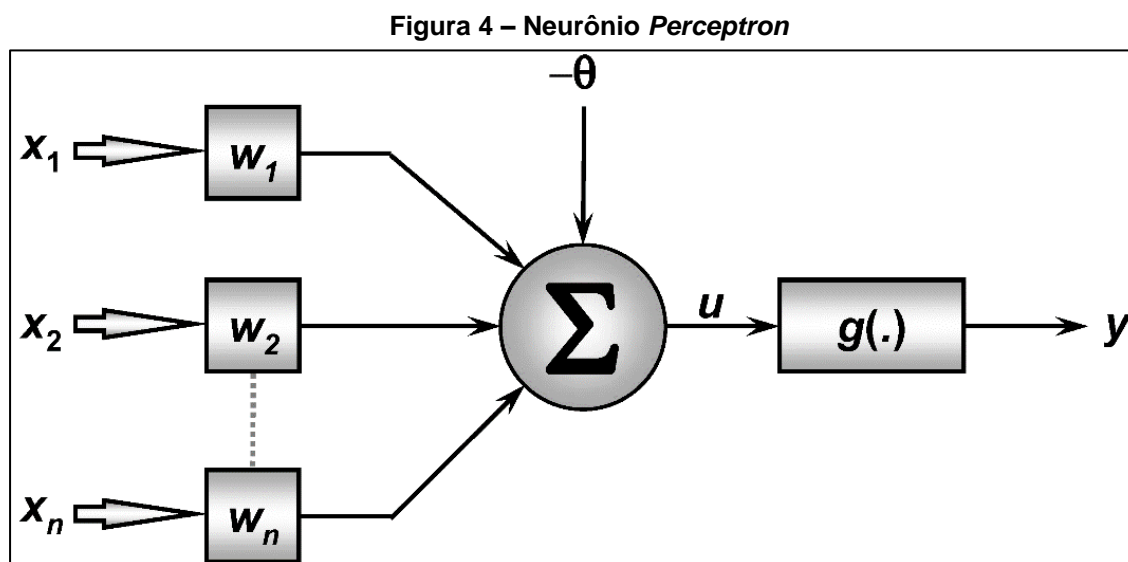 Figura 4 – Neurônio Perceptron
–θ
x1
w1
x2
w2
xn
wn
Σ
u
g(.)
y